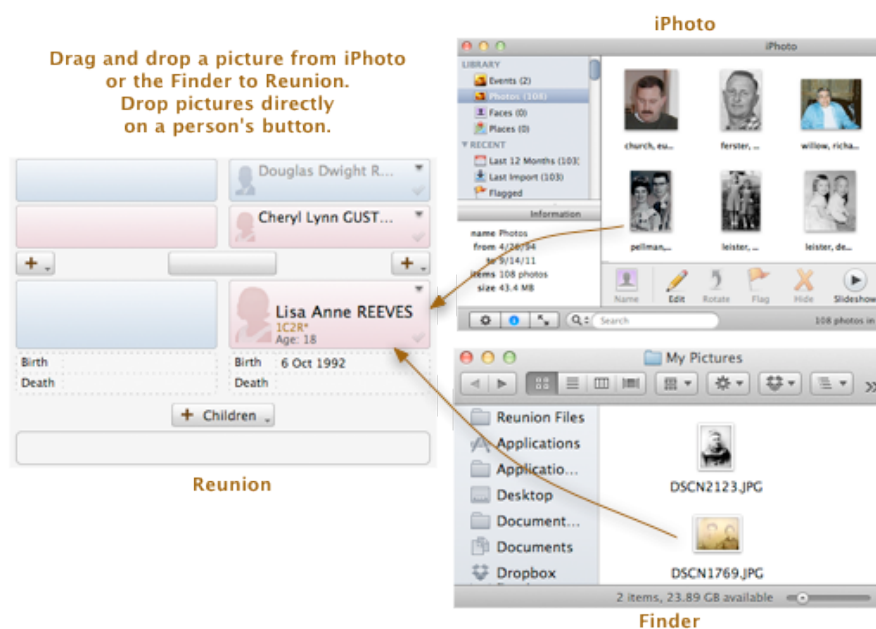 Drag and drop a picture from iPhoto
or the Finder to Reunion.
Drop pictures directly
on a person's button.
Douglas Dwight R...
Cheryl Lynn GUST...
Lisa Anne REEVES
1C2R*
Age: 18
Birth
Death
Birth 6 Oct 1992
Death
+ Children
Reunion
iPhoto
iPhoto
LIBRARY
Events (2)
Photos (108)
Faces (0)
Places (0)
RECENT
Last 12 Months (103)
Last Import (103)
Flagged
Information
name Photos
from 4/26/94
to 9/14/11
items 108 photos
size 43.4 MB
Search
church, eu...
ferster, ...
willow, richa...
pellman,...
leister, ...
leister, de...
Name
Edit
Rotate
Flag
Hide
Slideshow
108 photos in
My Pictures
Reunion Files
Applications
Applicatio...
Desktop
Document...
Documents
Dropbox
DSCN2123.JPG
DSCN1769.JPG
2 items, 23.89 GB available
Finder